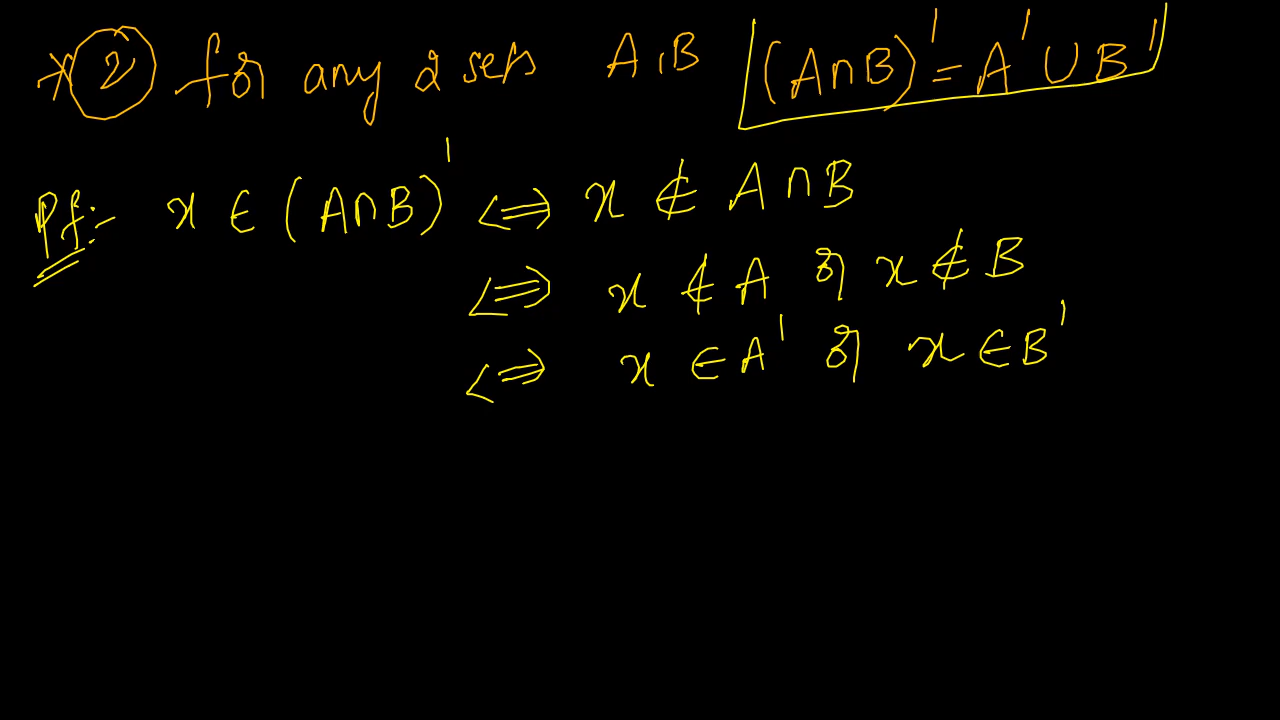 * 2 for any 2 sets A, B (A∩B)' = A' ∪ B'
Pf:- x ∈ (A∩B)' <=> x ∉ A ∩ B
<=> x ∉ A or x ∉ B
<=> x ∈ A' or x ∈ B'